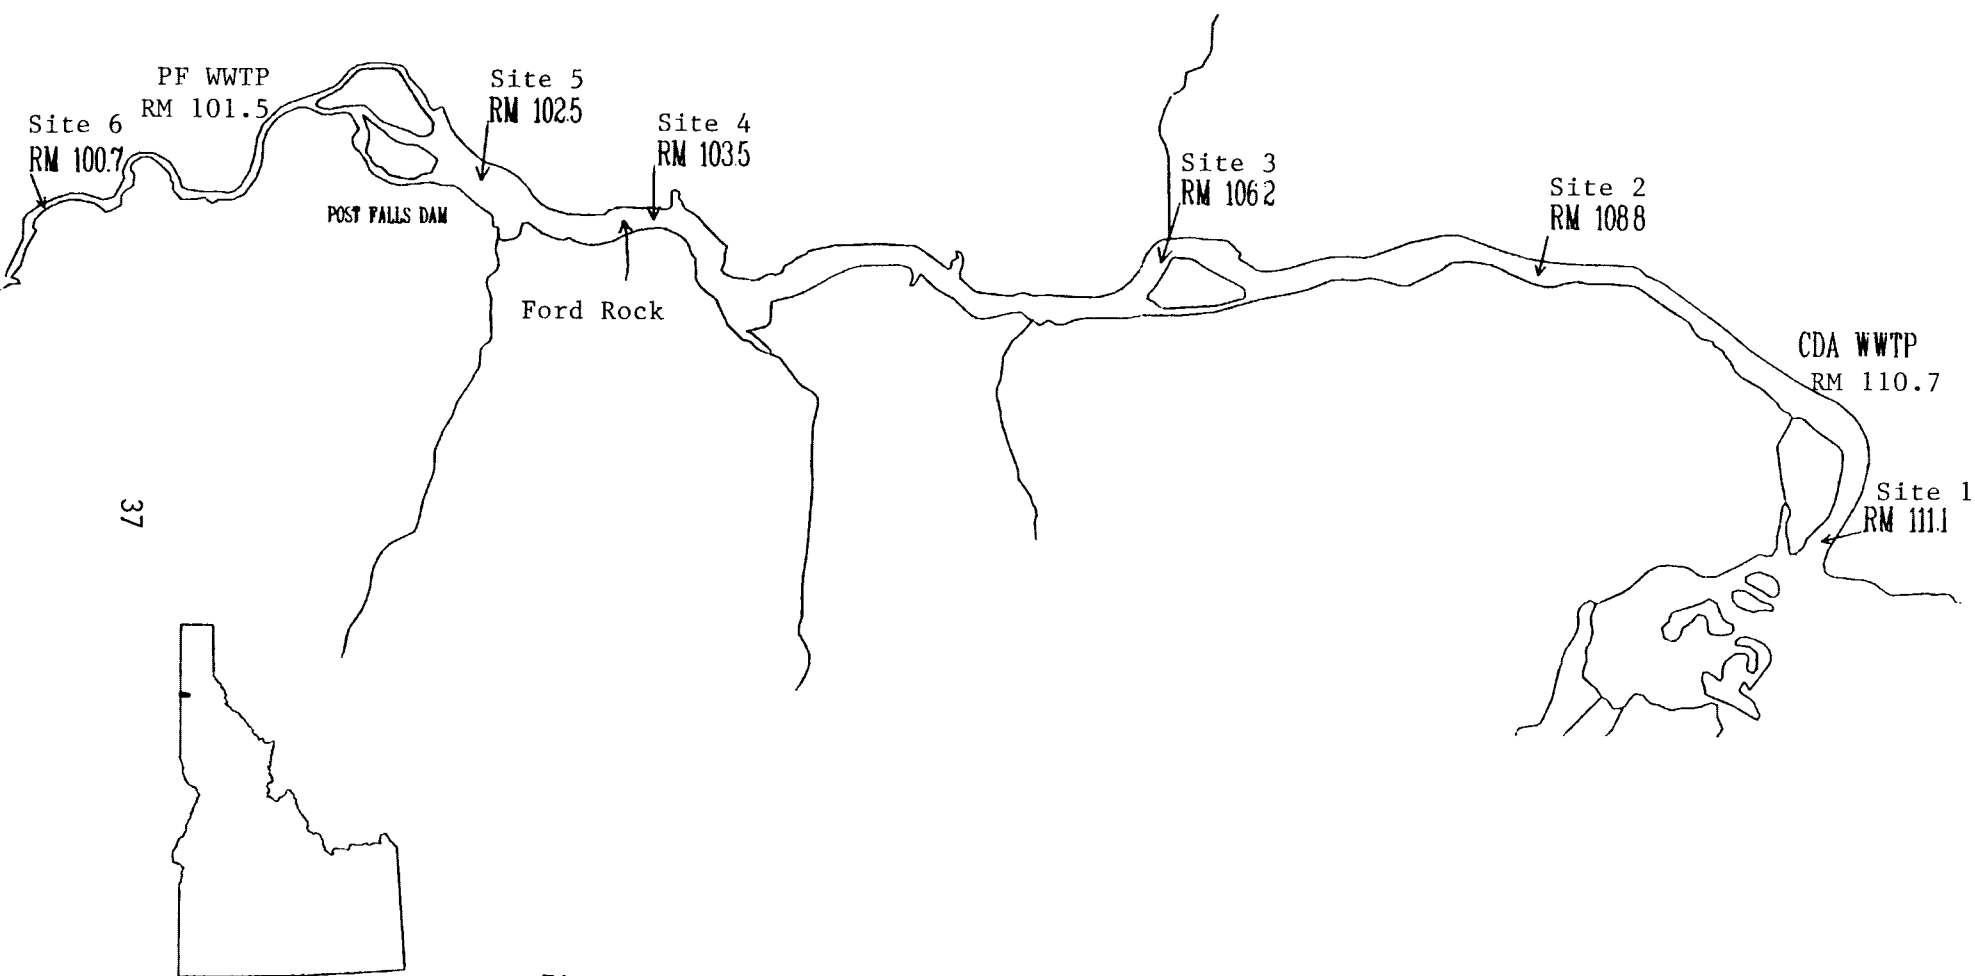 PF WWTP
RM 101.5
Site 5
RM 102.5
Site 6
RM 100.7
Site 4
RM 103.5
POST FALLS DAM
Ford Rock
Site 3
RM 106.2
Site 2
RM 108.8
CDA WWTP
RM 110.7
Site 1
RM 111.1
37